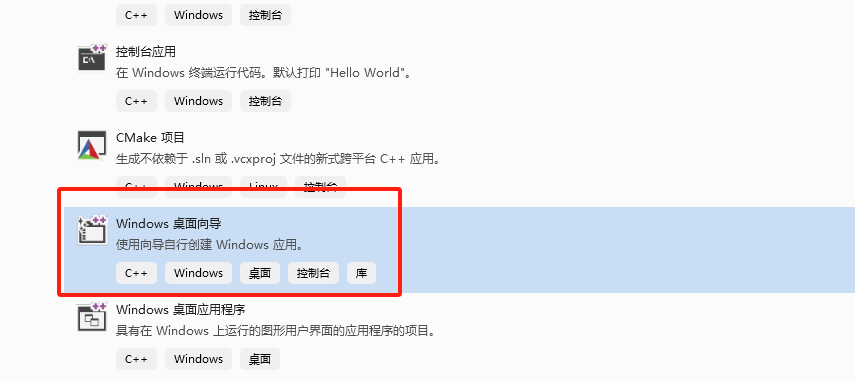 C++ Windows 控制台
控制台应用
在 Windows 终端运行代码。默认打印 "Hello World"。
C++ Windows 控制台
CMake 项目
生成不依赖于 .sln 或 .vcxproj 文件的新式跨平台 C++ 应用。
C++ Windows Linux 控制台
Windows 桌面向导
使用向导自行创建 Windows 应用。
C++ Windows 桌面 控制台 库
Windows 桌面应用程序
具有在 Windows 上运行的图形用户界面的应用程序的项目。
C++ Windows 桌面